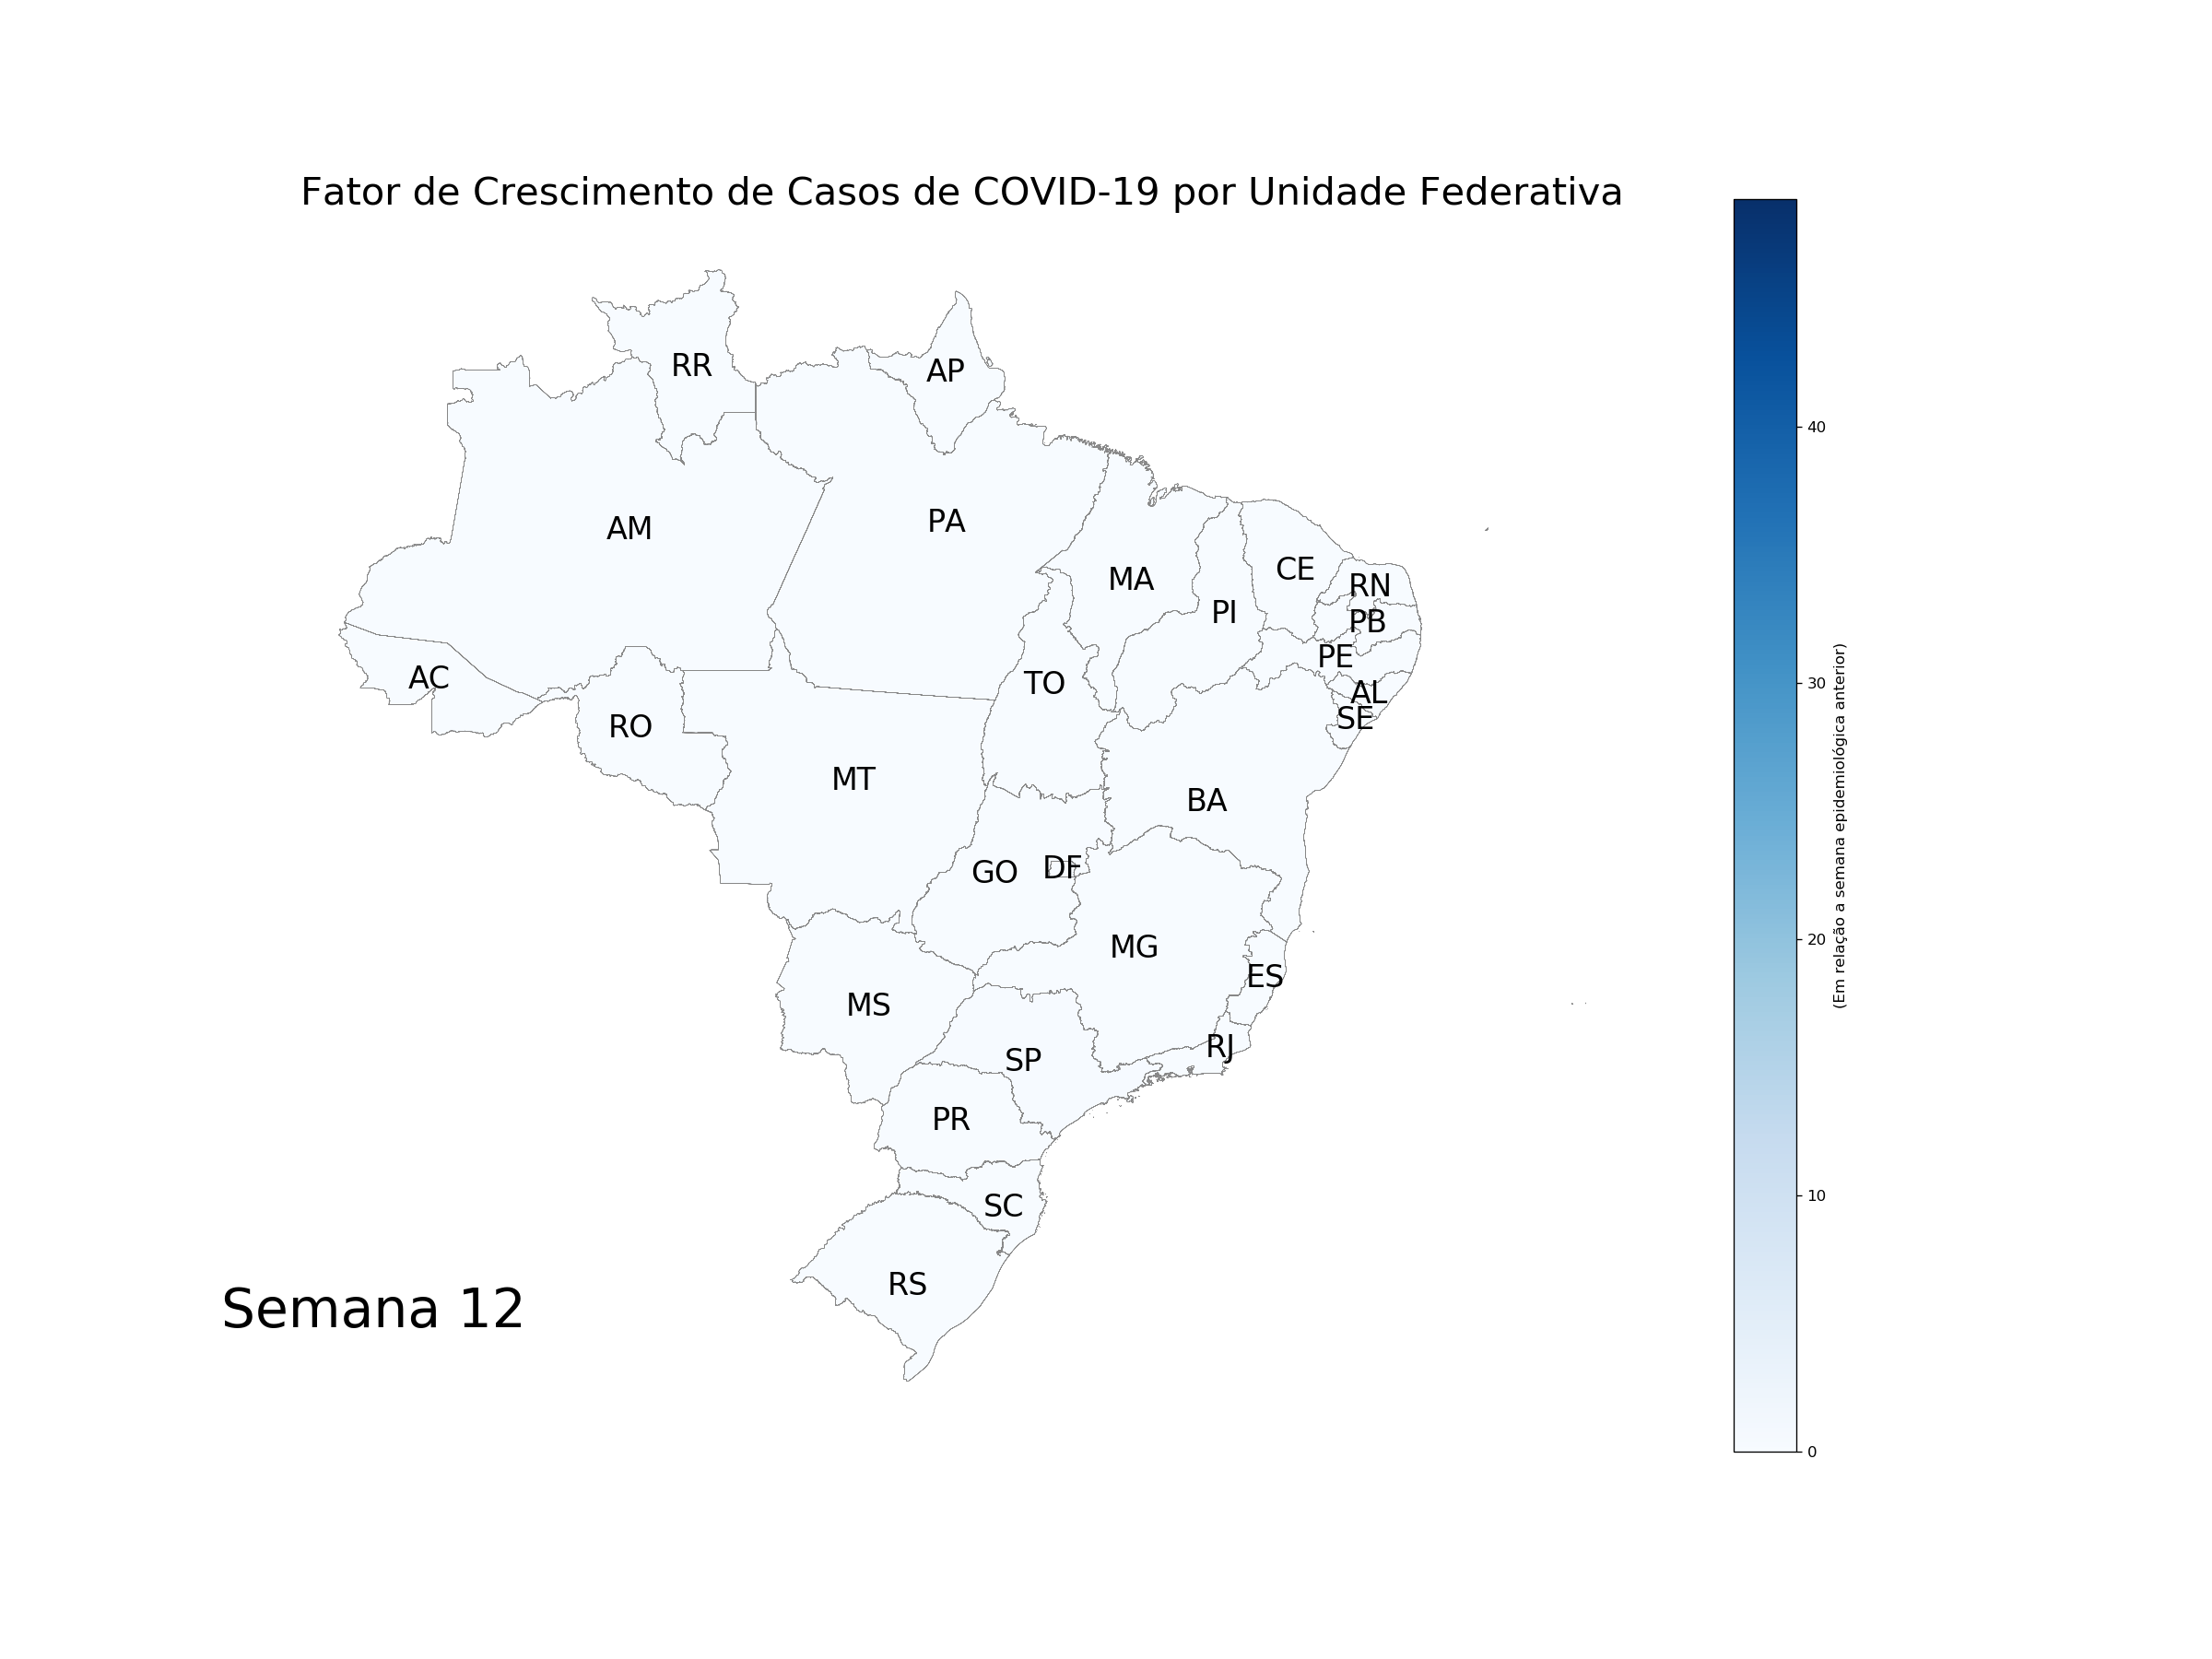 Fator de Crescimento de Casos de COVID-19 por Unidade Federativa
RR
AP
AM
PA
MA
CE
RN
PI
PB
PE
AC
TO
AL
SE
RO
MT
BA
GO
DF
MG
ES
MS
RJ
SP
PR
SC
RS
Semana 12
40
30
20
10
0
(Em relação a semana epidemiológica anterior)